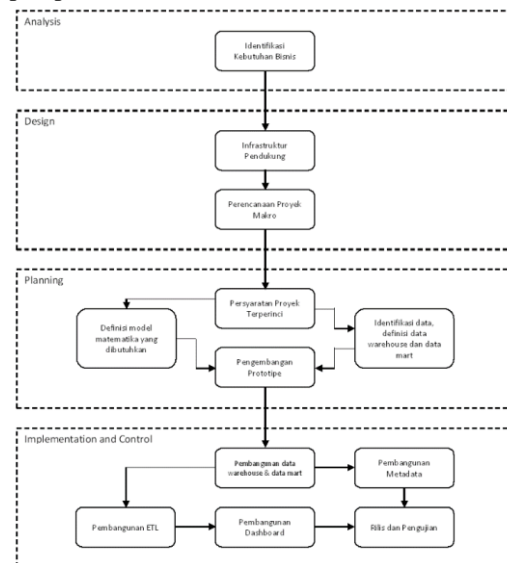 Analysis
Identifikasi
Kebutuhan Bisnis
Design
Infrastruktur
Pendukung
Perencanaan Proyek
Makro
Planning
Persyaratan Proyek
Terperinci
Definisi model
matematika yang
dibutuhkan
Identifikasi data,
definisi data
warehouse dan data
mart
Pengembangan
Prototipe
Implementation and Control
Pembangunan data
warehouse & data mart
Pembangunan
Metadata
Pembangunan ETL
Pembangunan
Dashboard
Rilis dan Pengujian